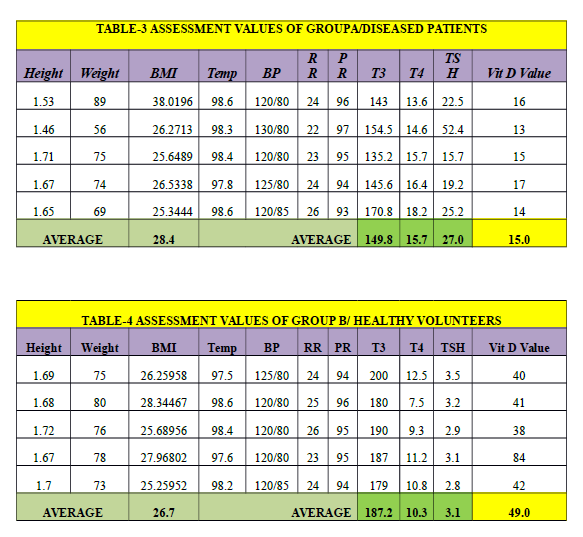 TABLE-3 ASSESSMENT VALUES OF GROUPA/DISEASED PATIENTS
Height Weight BMI Temp BP R R P R T3 T4 TS H Vit D Value
1.53 89 38.0196 98.6 120/80 24 96 143 13.6 22.5 16
1.46 56 26.2713 98.3 130/80 22 97 154.5 14.6 52.4 13
1.71 75 25.6489 98.4 120/80 23 95 135.2 15.7 15.7 15
1.67 74 26.5338 97.8 125/80 24 94 145.6 16.4 19.2 17
1.65 69 25.3444 98.6 120/85 26 93 170.8 18.2 25.2 14
AVERAGE 28.4 AVERAGE 149.8 15.7 27.0 15.0
TABLE-4 ASSESSMENT VALUES OF GROUP B/ HEALTHY VOLUNTEERS
Height Weight BMI Temp BP RR PR T3 T4 TSH Vit D Value
1.69 75 26.25958 97.5 125/80 24 94 200 12.5 3.5 40
1.68 80 28.34467 98.6 120/80 25 96 180 7.5 3.2 41
1.72 76 25.68956 98.4 120/80 26 95 190 9.3 2.9 38
1.67 78 27.96802 97.6 120/80 23 95 187 11.2 3.1 84
1.7 73 25.25952 98.2 120/85 24 94 179 10.8 2.8 42
AVERAGE 26.7 AVERAGE 187.2 10.3 3.1 49.0